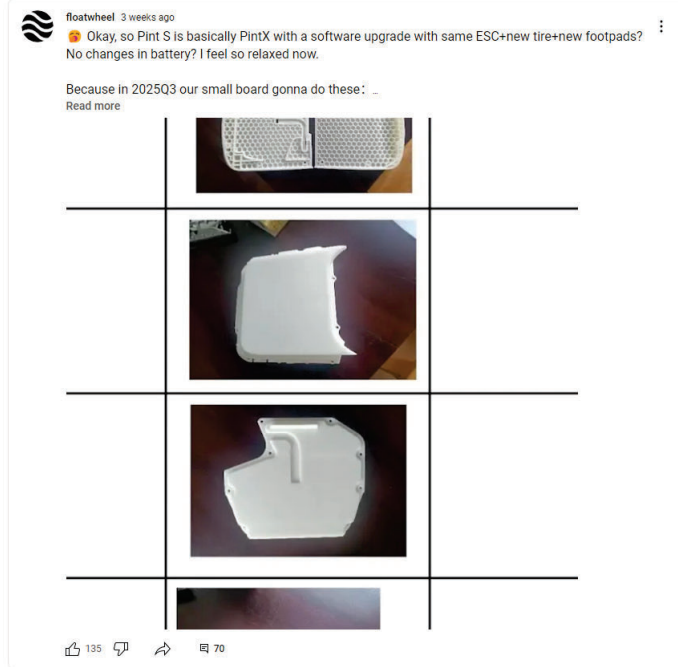 floatwheel 3 weeks ago
🥵 Okay, so Pint S is basically PintX with a software upgrade with same ESC+new tire+new footpads?
No changes in battery? I feel so relaxed now.
Because in 2025Q3 our small board gonna do these： ...
Read more
135
70